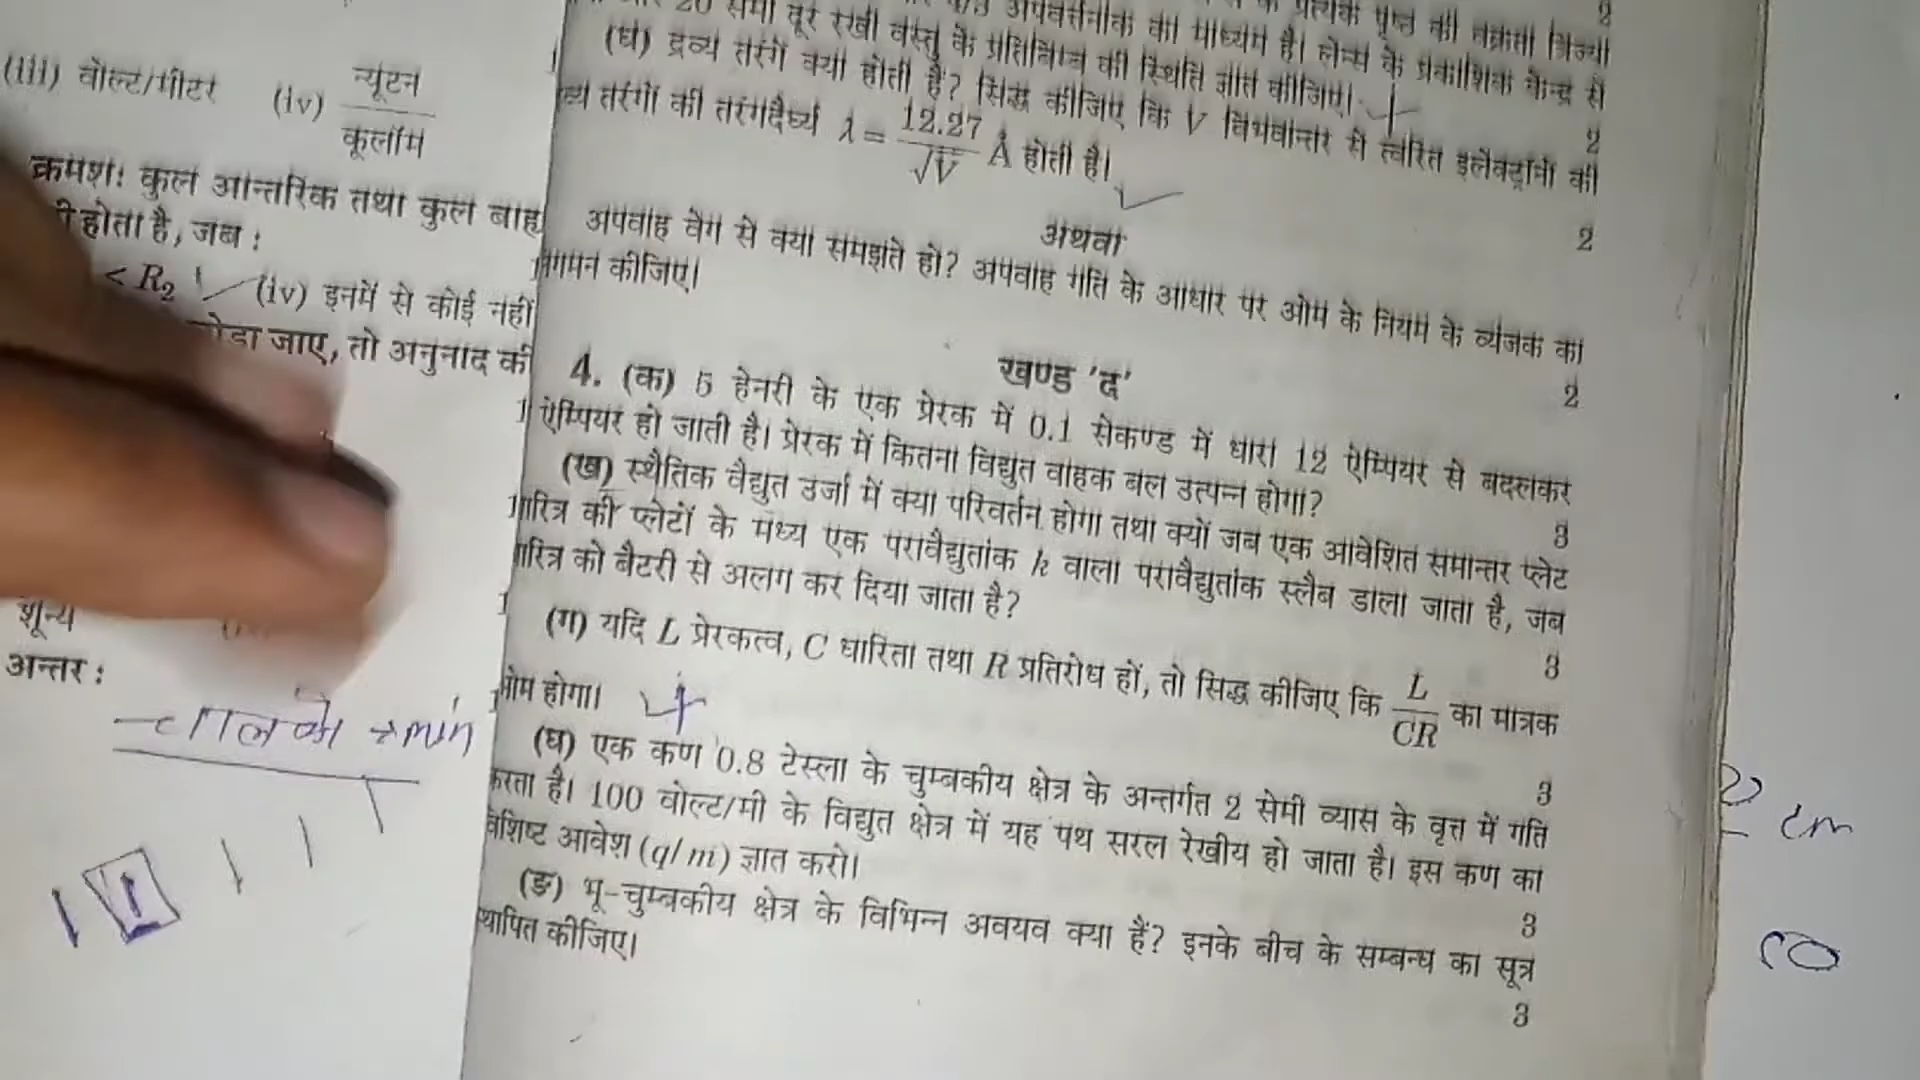 (iii) वोल्ट/मीटर (iv) न्यूटन/कूलॉम
क्रमशः कुल आन्तरिक तथा कुल बाह्य
होता है, जब :
< R₂ (iv) इनमें से कोई नहीं
जाए, तो अनुनाद की
शून्य
अन्तर :
20 सेमी दूर रखी वस्तु के प्रतिबिम्ब की स्थिति ज्ञात कीजिए।
2
(घ) द्रव्य तरंगें क्या होती हैं? सिद्ध कीजिए कि V विभवान्तर से त्वरित इलेक्ट्रॉनों की
तरंगों की तरंगदैर्ध्य λ = 12.27/√V Å होती है।
2
अथवा
अपवाह वेग से क्या समझते हो? अपवाह गति के आधार पर ओम के नियम के व्यंजक का
कीजिए।
2
खण्ड 'द'
4. (क) 5 हेनरी के एक प्रेरक में 0.1 सेकण्ड में धारा 12 ऐम्पियर से बदलकर
ऐम्पियर हो जाती है। प्रेरक में कितना विद्युत वाहक बल उत्पन्न होगा?
3
(ख) स्थैतिक वैद्युत उर्जा में क्या परिवर्तन होगा तथा क्यों जब एक आवेशित समान्तर प्लेट
की प्लेटों के मध्य एक परावैद्युतांक k वाला परावैद्युतांक स्लैब डाला जाता है, जब
को बैटरी से अलग कर दिया जाता है?
3
(ग) यदि L प्रेरकत्व, C धारिता तथा R प्रतिरोध हों, तो सिद्ध कीजिए कि L/CR का मात्रक
ओम होगा।
3
(घ) एक कण 0.8 टेस्ला के चुम्बकीय क्षेत्र के अन्तर्गत 2 सेमी व्यास के वृत्त में गति
करता है। 100 वोल्ट/मी के विद्युत क्षेत्र में यह पथ सरल रेखीय हो जाता है। इस कण का
विशिष्ट आवेश (q/m) ज्ञात करो।
3
(ङ) भू-चुम्बकीय क्षेत्र के विभिन्न अवयव क्या हैं? इनके बीच के सम्बन्ध का सूत्र
स्थापित कीजिए।
3
cm